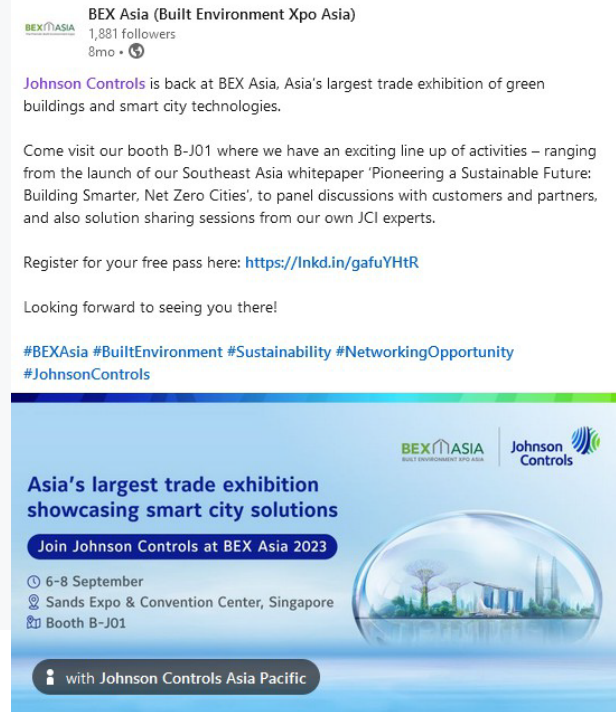 BEX ASIA
BEX Asia (Built Environment Xpo Asia)
1,881 followers
8mo •
Johnson Controls is back at BEX Asia, Asia's largest trade exhibition of green
buildings and smart city technologies.
Come visit our booth B-J01 where we have an exciting line up of activities – ranging
from the launch of our Southeast Asia whitepaper 'Pioneering a Sustainable Future:
Building Smarter, Net Zero Cities', to panel discussions with customers and partners,
and also solution sharing sessions from our own JCI experts.
Register for your free pass here: https://lnkd.in/gafuYHtR
Looking forward to seeing you there!
#BEXAsia #BuiltEnvironment #Sustainability #NetworkingOpportunity
#JohnsonControls
BEX ASIA
BUILT ENVIRONMENT XPO ASIA
Johnson
Controls
Asia's largest trade exhibition
showcasing smart city solutions
Join Johnson Controls at BEX Asia 2023
6-8 September
Sands Expo & Convention Center, Singapore
Booth B-J01
with Johnson Controls Asia Pacific